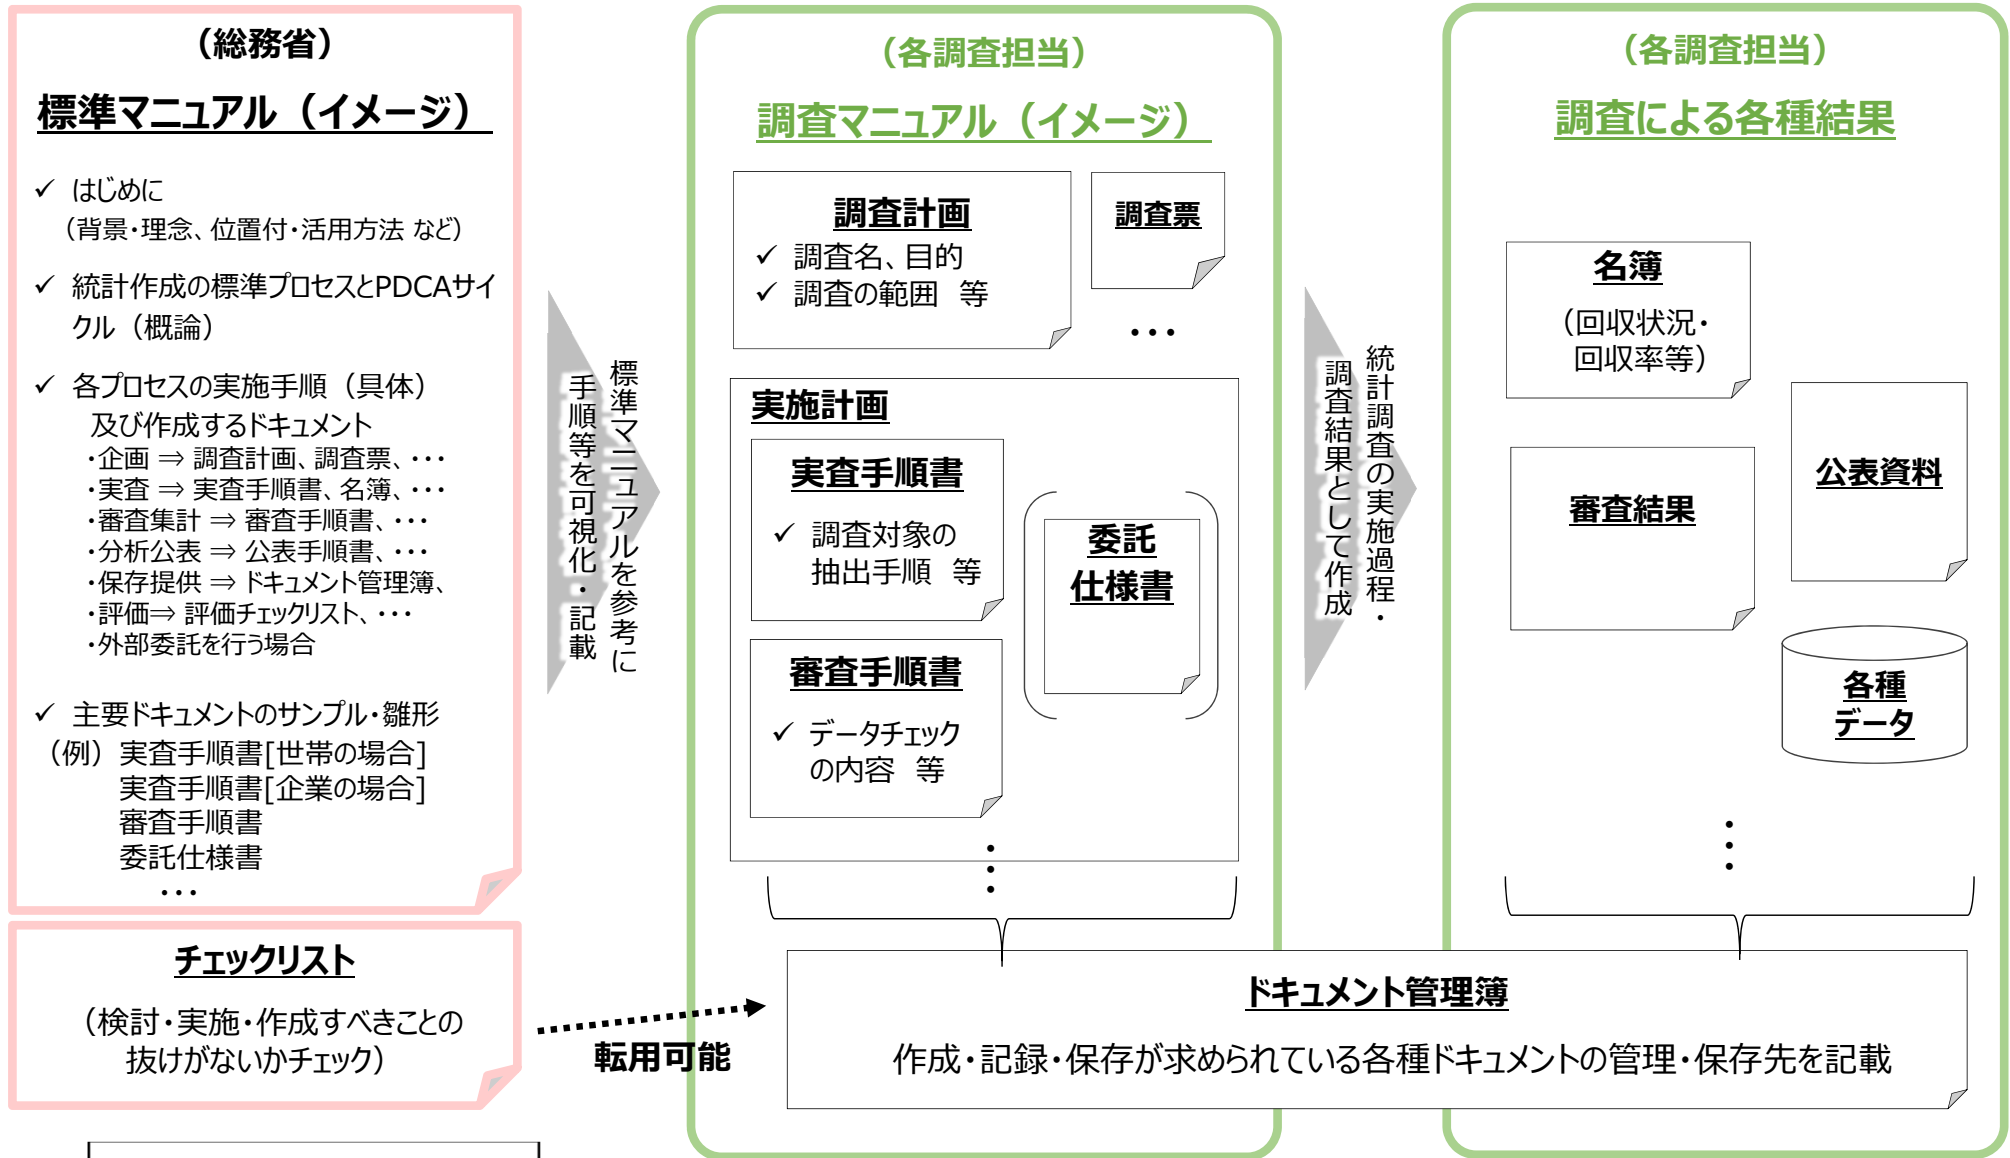 （総務省）
標準マニュアル（イメージ）
✓ はじめに
（背景・理念、位置付・活用方法 など）
✓ 統計作成の標準プロセスとPDCAサイ
クル（概論）
✓ 各プロセスの実施手順（具体）
及び作成するドキュメント
・企画 ⇒ 調査計画、調査票、・・・
・実査 ⇒ 実査手順書、名簿、・・・
・審査集計 ⇒ 審査手順書、・・・
・分析公表 ⇒ 公表手順書、・・・
・保存提供 ⇒ ドキュメント管理簿、
・評価⇒ 評価チェックリスト、・・・
・外部委託を行う場合
✓ 主要ドキュメントのサンプル・雛形
（例）実査手順書[世帯の場合]
実査手順書[企業の場合]
審査手順書
委託仕様書
・・・
チェックリスト
（検討・実施・作成すべきことの
抜けがないかチェック）
標準マニュアルを参考に
手順等を可視化・記載
転用可能
（各調査担当）
調査マニュアル（イメージ）
調査計画
✓ 調査名、目的
✓ 調査の範囲　等
調査票
・・・
実施計画
実査手順書
✓ 調査対象の
抽出手順　等
委託
仕様書
審査手順書
✓ データチェック
の内容　等
・・・
統計調査の実施過程・
調査結果として作成
（各調査担当）
調査による各種結果
名簿
（回収状況・
回収率等）
公表資料
審査結果
各種
データ
・・・
ドキュメント管理簿
作成・記録・保存が求められている各種ドキュメントの管理・保存先を記載